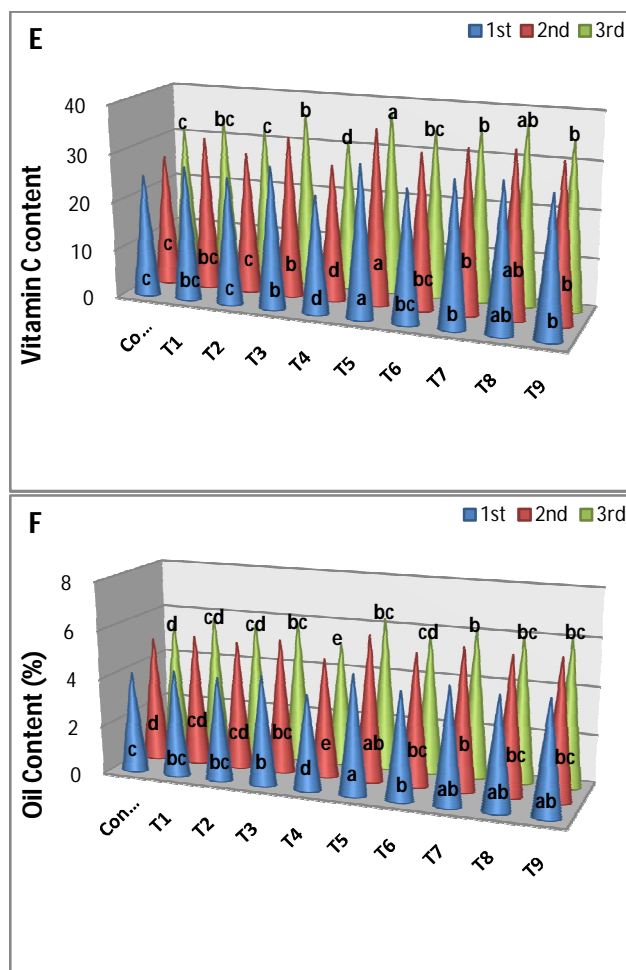 E
1st 2nd 3rd
Vitamin C content
40
30
20
10
0
c bc c b d a bc b ab b
c bc c b d a bc b ab b
c bc c b d a bc b ab b
Co... T1 T2 T3 T4 T5 T6 T7 T8 T9
F
1st 2nd 3rd
Oil Content (%)
8
6
4
2
0
d cd cd bc e bc cd b bc bc
d cd cd bc e ab bc b bc bc
c bc bc b d a b ab ab ab
Con... T1 T2 T3 T4 T5 T6 T7 T8 T9